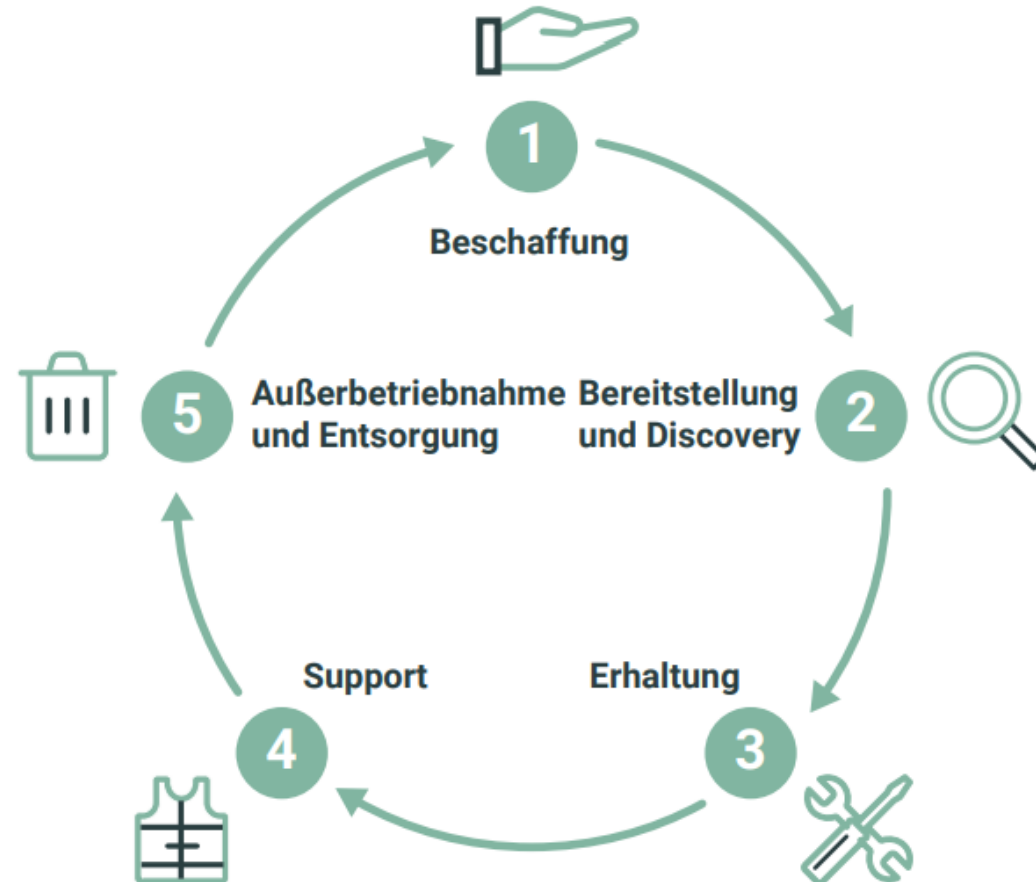 1
Beschaffung
2
Bereitstellung
und Discovery
3
Erhaltung
4
Support
5
Außerbetriebnahme
und Entsorgung